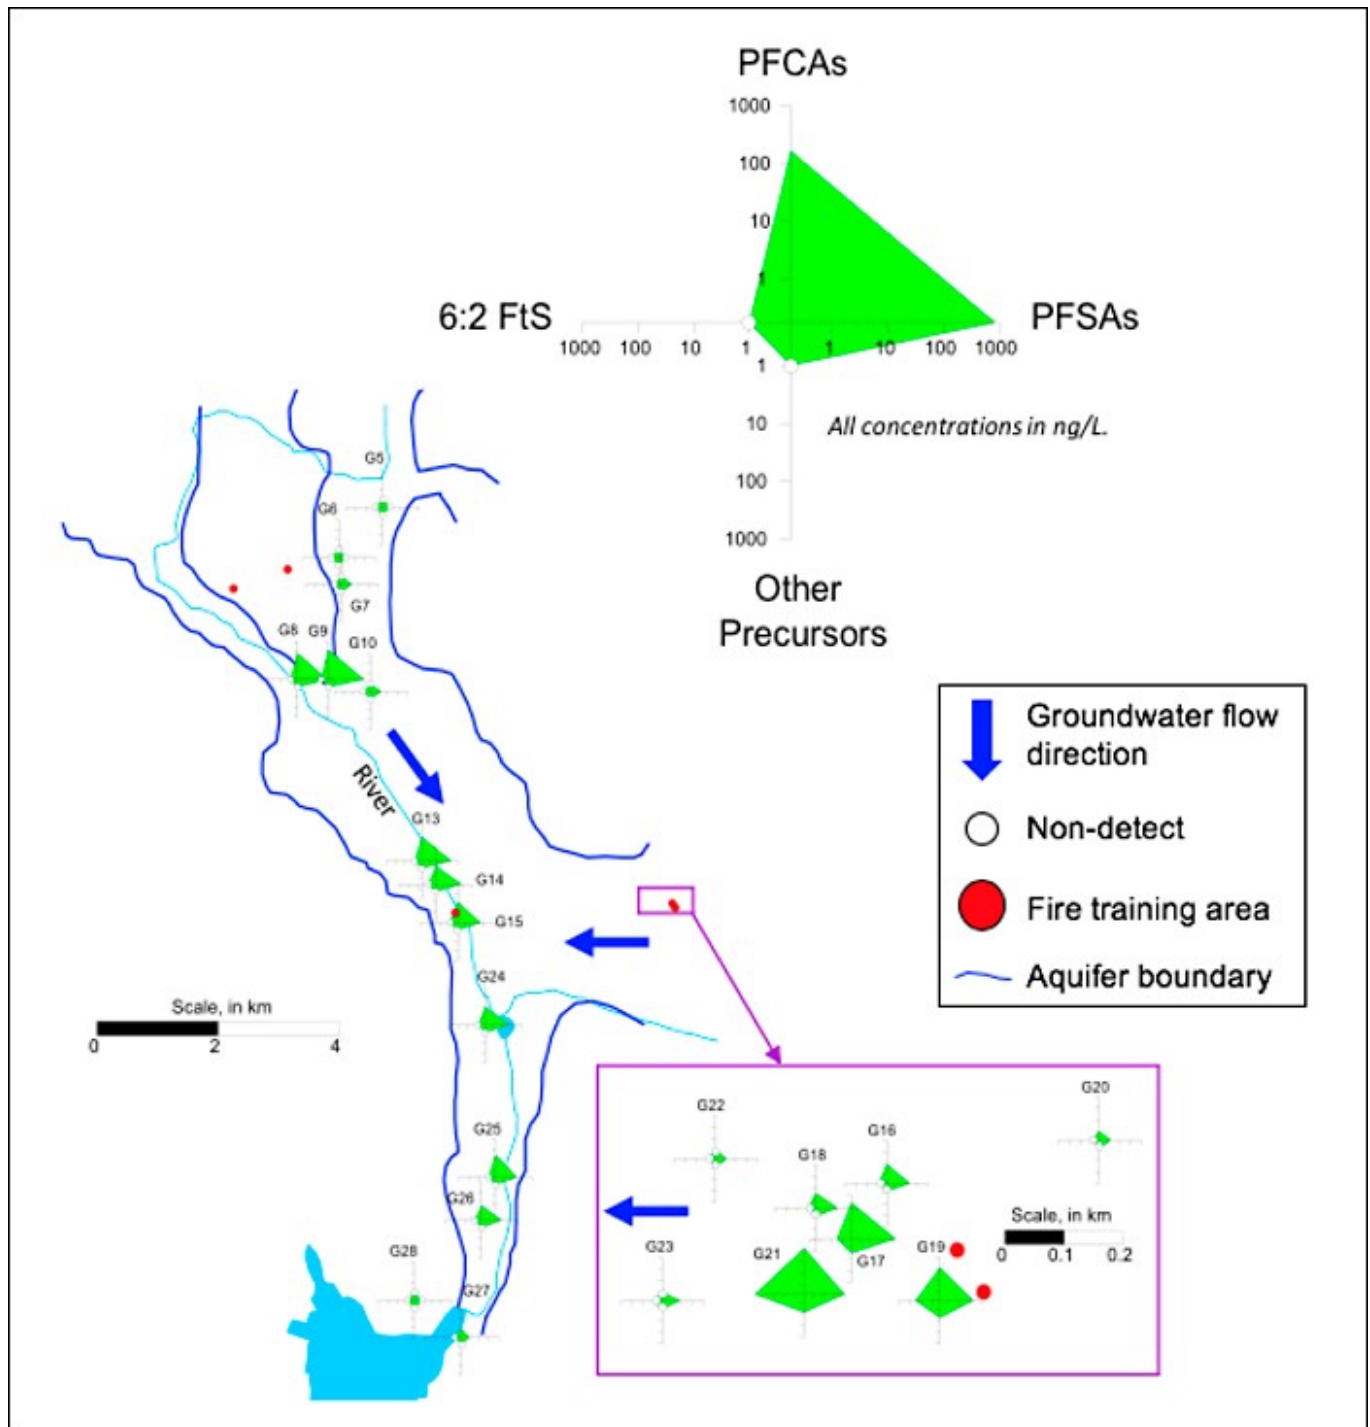 PFCAs
1000
100
10
1
6:2 FtS
PFSAs
1000 100 10 1 1 10 100 1000
1
10
100
1000
All concentrations in ng/L.
Other
Precursors
G5
G6
G7
G8 G9
G10
River
G13
G14
G15
G24
Scale, in km
0 2 4
G25
G26
G28
G27
Groundwater flow
direction
Non-detect
Fire training area
Aquifer boundary
G20
G22
G16
G18
Scale, in km
0 0.1 0.2
G23
G21
G17
G19